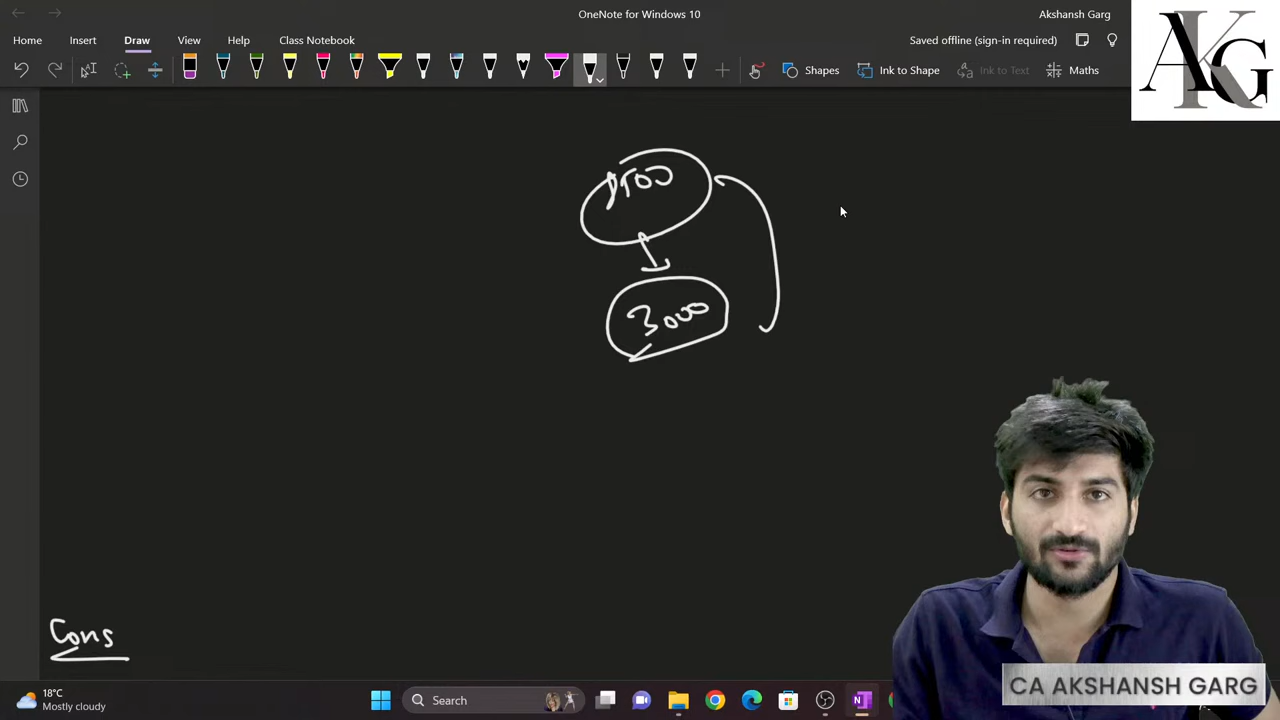 OneNote for Windows 10
Akshansh Garg
Home Insert Draw View Help Class Notebook
Saved offline (sign-in required)
Shapes Ink to Shape Ink to Text Maths
AKG
3000
Cons
CA AKSHANSH GARG
18°C
Mostly cloudy
Search